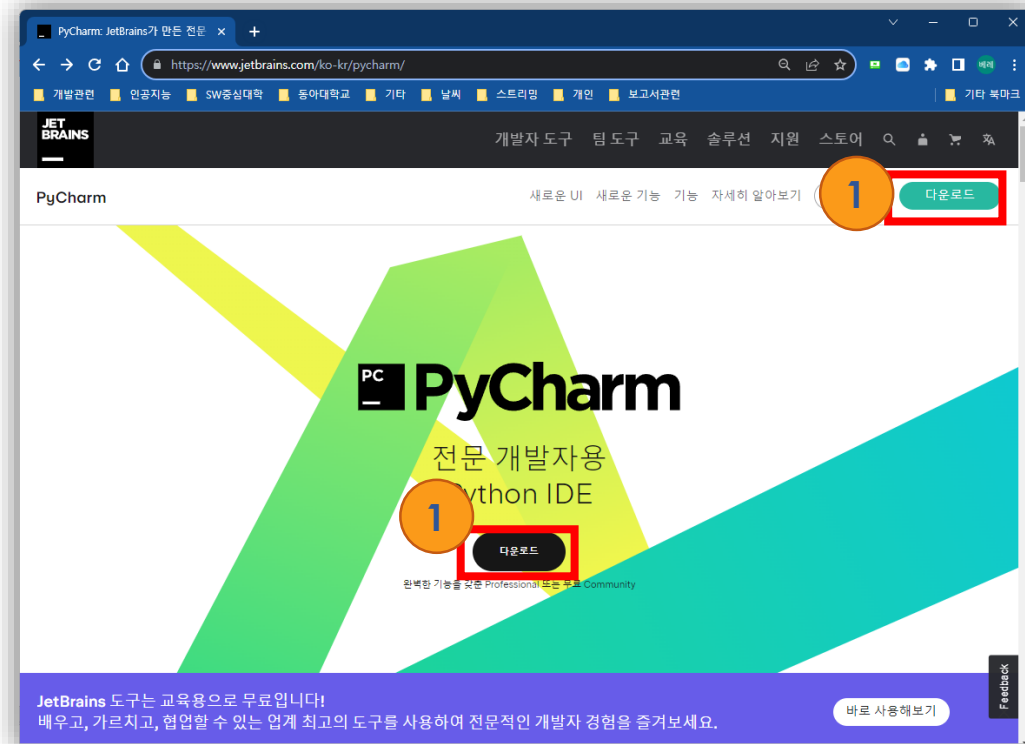 PyCharm: JetBrains가 만든 전문
https://www.jetbrains.com/ko-kr/pycharm/
베레
개발관련 인공지능 SW중심대학 동아대학교 기타 날씨 스트리밍 개인 보고서관련 기타 북마크
JET
BRAINS
개발자 도구 팀 도구 교육 솔루션 지원 스토어
PyCharm 새로운 UI 새로운 기능 기능 자세히 알아보기 1 다운로드
PC PyCharm
전문 개발자용
Python IDE
1
다운로드
완벽한 기능을 갖춘 Professional 또는 무료 Community
Feedback
JetBrains 도구는 교육용으로 무료입니다!
배우고, 가르치고, 협업할 수 있는 업계 최고의 도구를 사용하여 전문적인 개발자 경험을 즐겨보세요.
바로 사용해보기